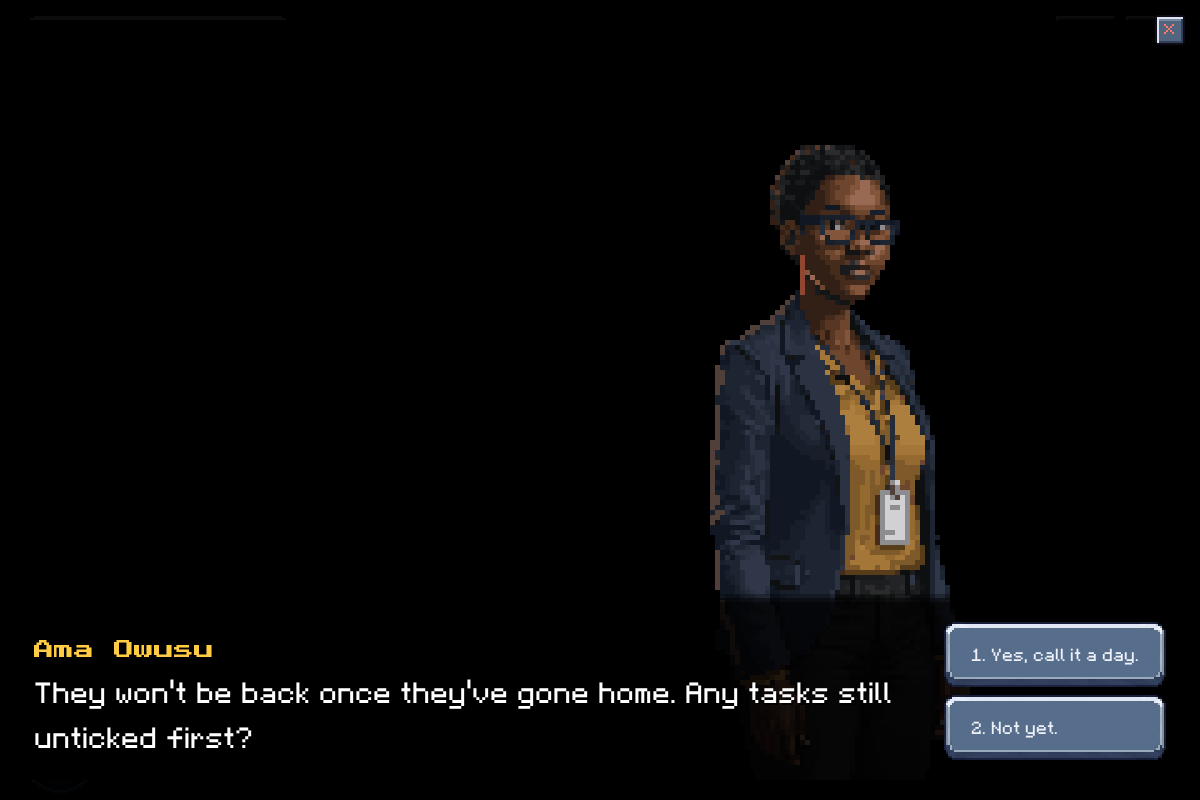 Ama Owusu
They won't be back once they've gone home. Any tasks still
unticked first?
1. Yes, call it a day.
2. Not yet.